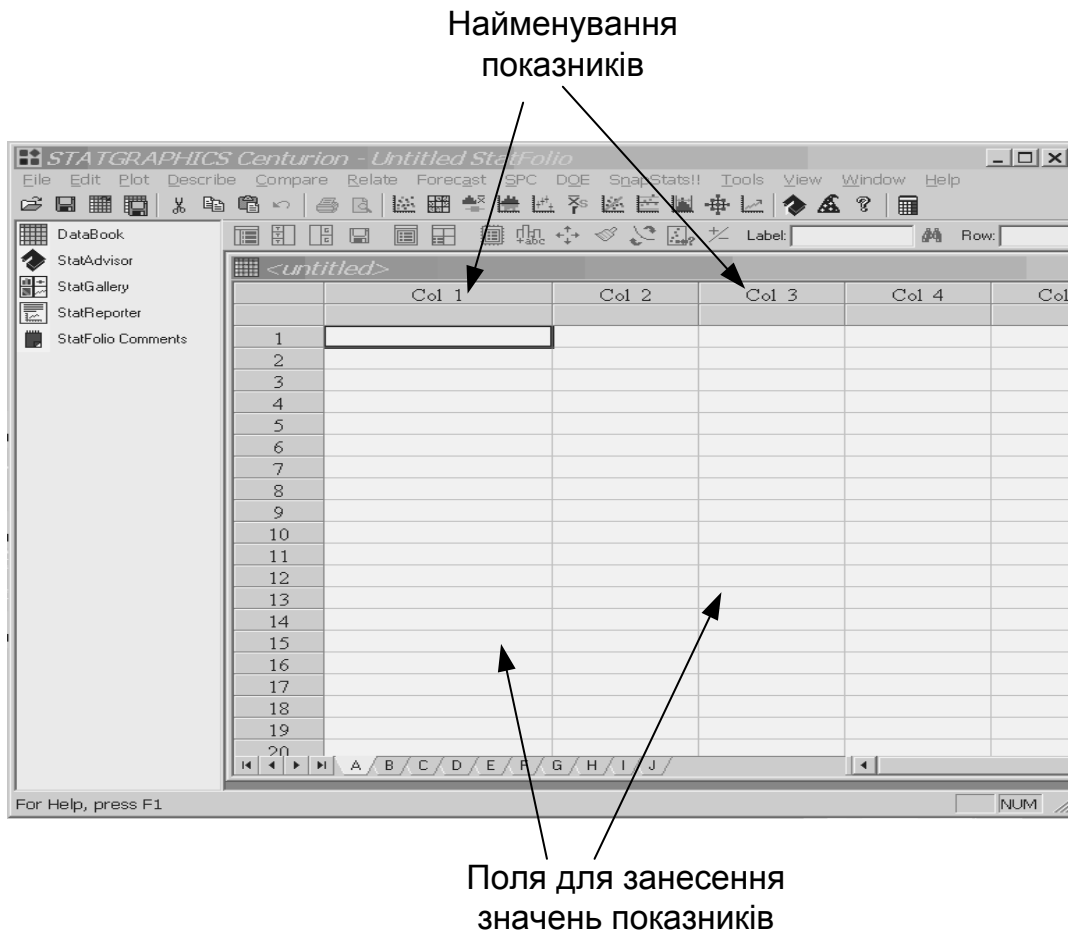 Найменування
показників
STATGRAPHICS Centurion - Untitled StatFolio
File Edit Plot Describe Compare Relate Forecast SPC DOE SnapStats!! Tools View Window Help
DataBook
Label:
Row:
StatAdvisor
StatGallery
StatReporter
StatFolio Comments
<untitled>
Col 1 Col 2 Col 3 Col 4 Col
1
2
3
4
5
6
7
8
9
10
11
12
13
14
15
16
17
18
19
20
A B C D E F G H I J
For Help, press F1
NUM
Поля для занесення
значень показників